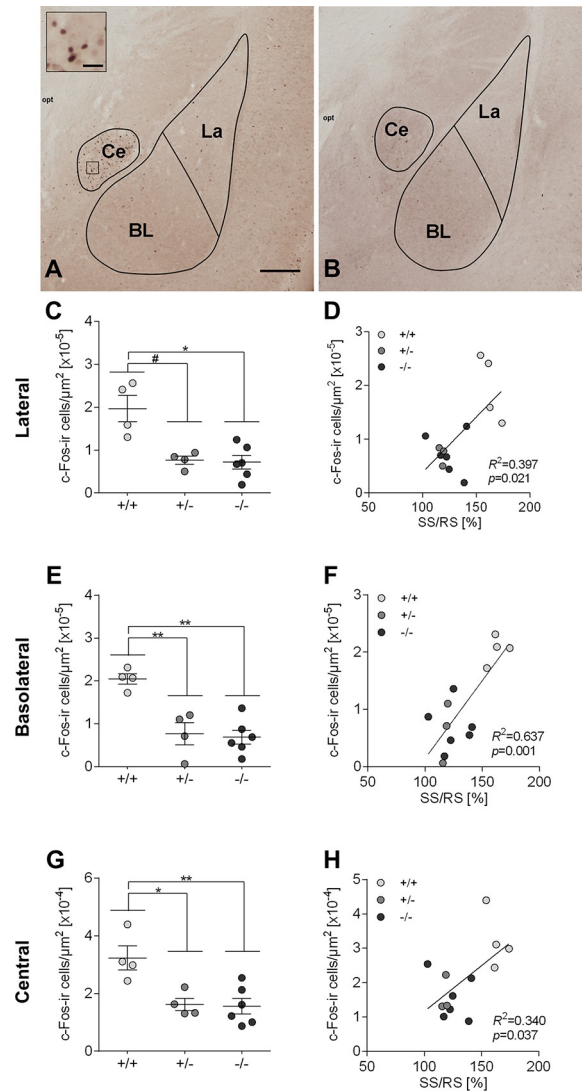 opt
Ce
La
BL
A
opt
Ce
La
BL
B
Lateral
C
c-Fos-ir cells/µm² [x10⁻⁵]
4
3
2
1
0
#
*
+/+
+/-
-/-
D
c-Fos-ir cells/µm² [x10⁻⁵]
3
2
1
0
+/+
+/-
-/-
R²=0.397
p=0.021
50
100
150
200
SS/RS [%]
Basolateral
E
c-Fos-ir cells/µm² [x10⁻⁵]
4
3
2
1
0
**
**
+/+
+/-
-/-
F
c-Fos-ir cells/µm² [x10⁻⁵]
3
2
1
0
+/+
+/-
-/-
R²=0.637
p=0.001
50
100
150
200
SS/RS [%]
Central
G
c-Fos-ir cells/µm² [x10⁻⁴]
6
4
2
0
*
**
+/+
+/-
-/-
H
c-Fos-ir cells/µm² [x10⁻⁴]
5
4
3
2
1
0
+/+
+/-
-/-
R²=0.340
p=0.037
50
100
150
200
SS/RS [%]